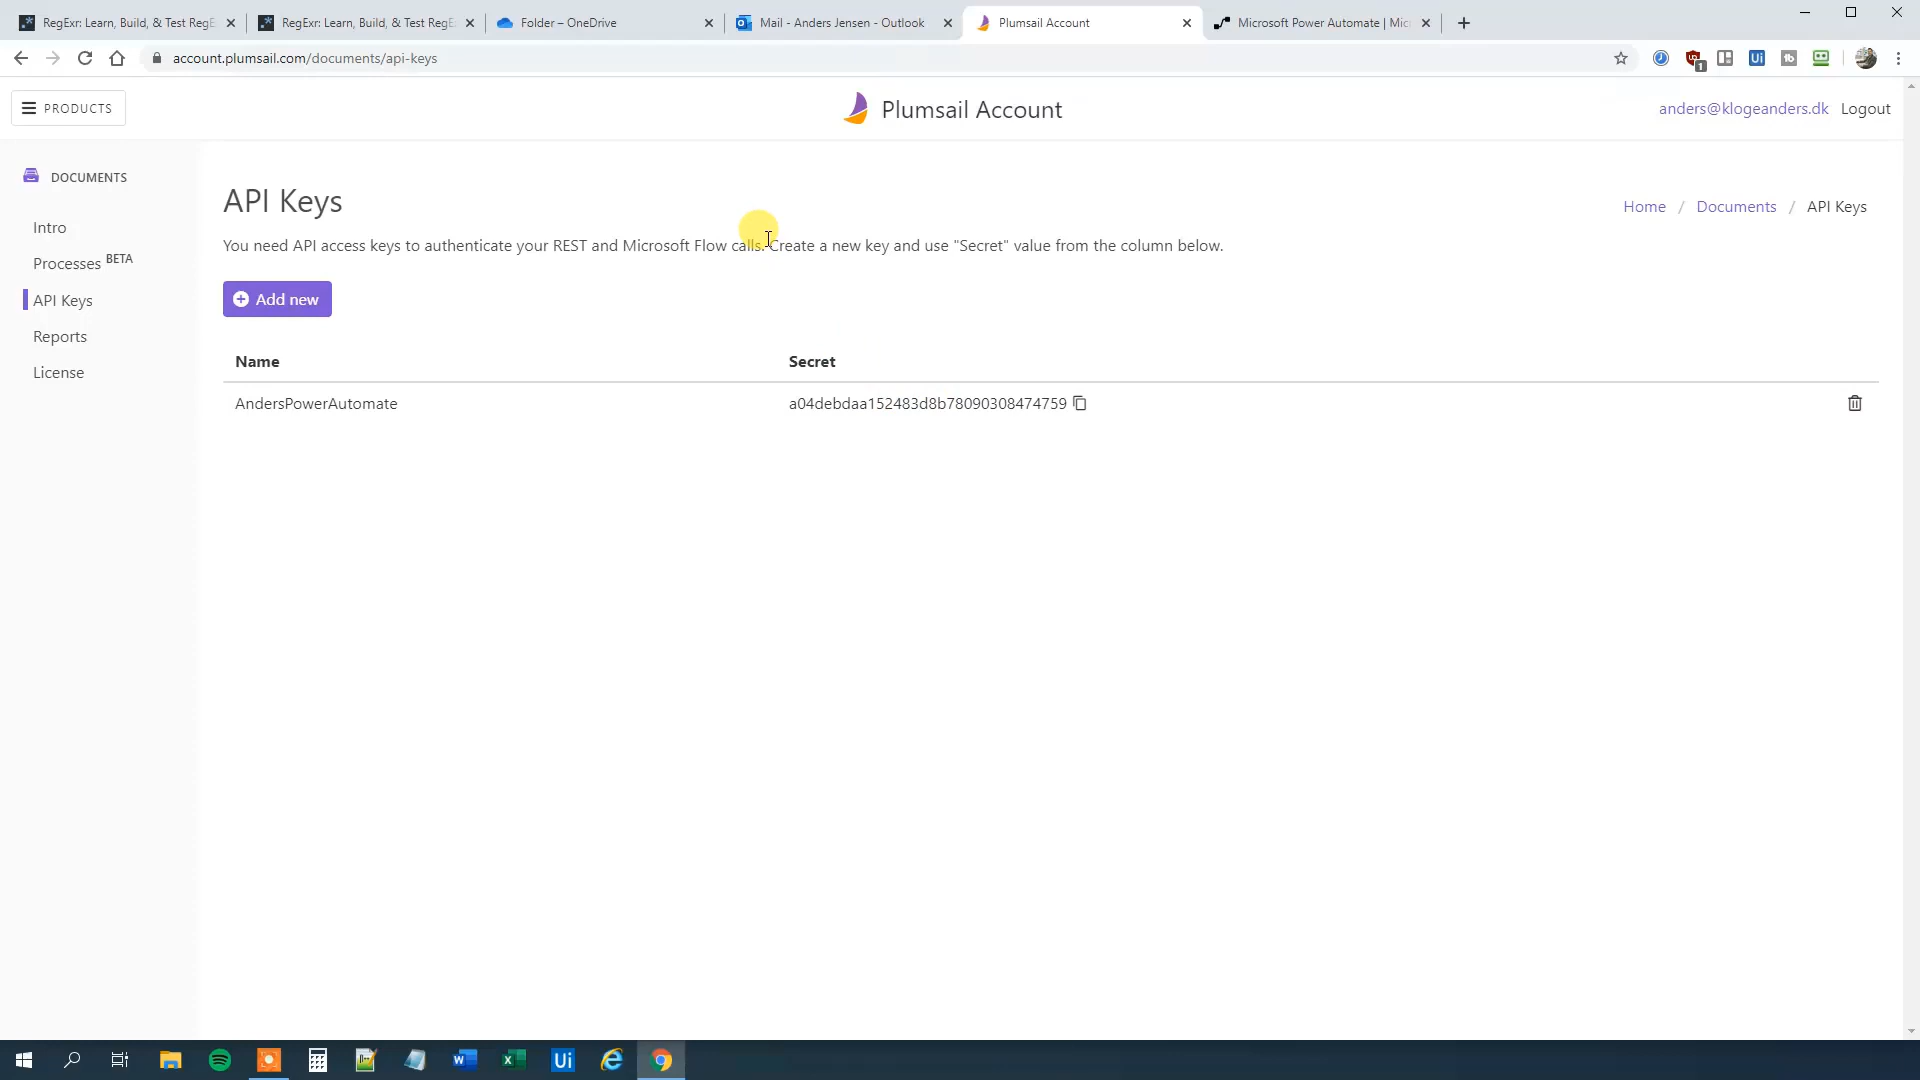 RegExr: Learn, Build, & Test RegE
RegExr: Learn, Build, & Test RegE
Folder – OneDrive
Mail - Anders Jensen - Outlook
Plumsail Account
Microsoft Power Automate | Mic
account.plumsail.com/documents/api-keys
PRODUCTS
Plumsail Account
anders@klogeanders.dk
Logout
DOCUMENTS
Intro
Processes BETA
API Keys
Reports
License
API Keys
Home / Documents / API Keys
You need API access keys to authenticate your REST and Microsoft Flow calls. Create a new key and use "Secret" value from the column below.
Add new
Name
Secret
AndersPowerAutomate
a04debdaa152483d8b78090308474759